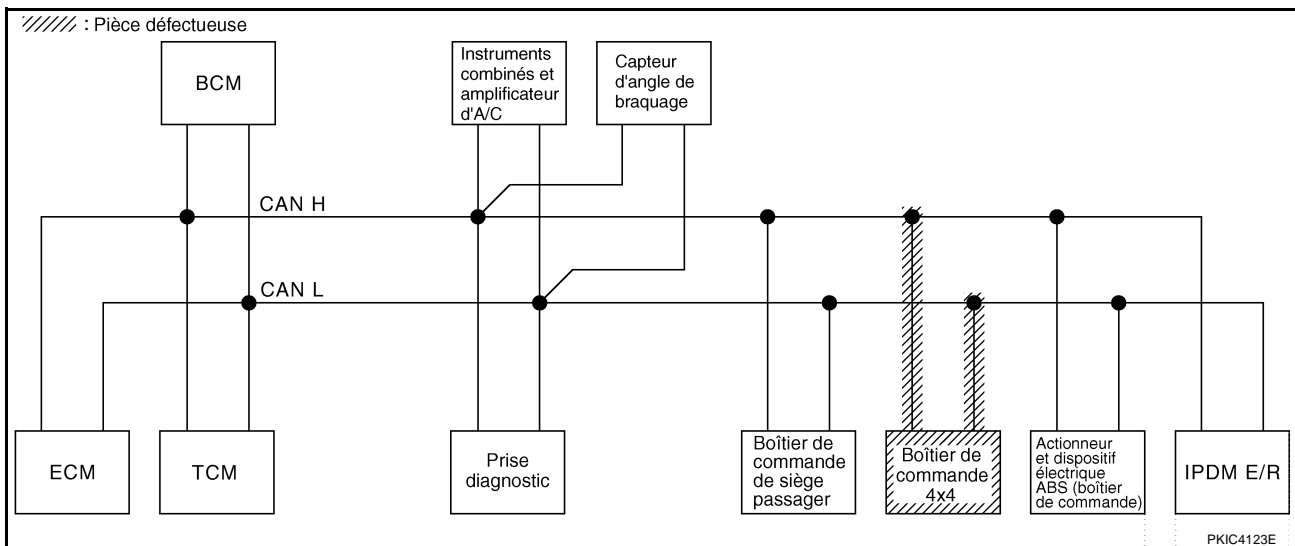 : Pièce défectueuse
BCM
Instruments
combinés et
amplificateur
d'A/C
Capteur
d'angle de
braquage
CAN H
CAN L
ECM
TCM
Prise
diagnostic
Boîtier de
commande
de siège
passager
Boîtier de
commande
4x4
Actionneur
et dispositif
électrique
ABS (boîtier
de commande)
IPDM E/R
PKIC4123E